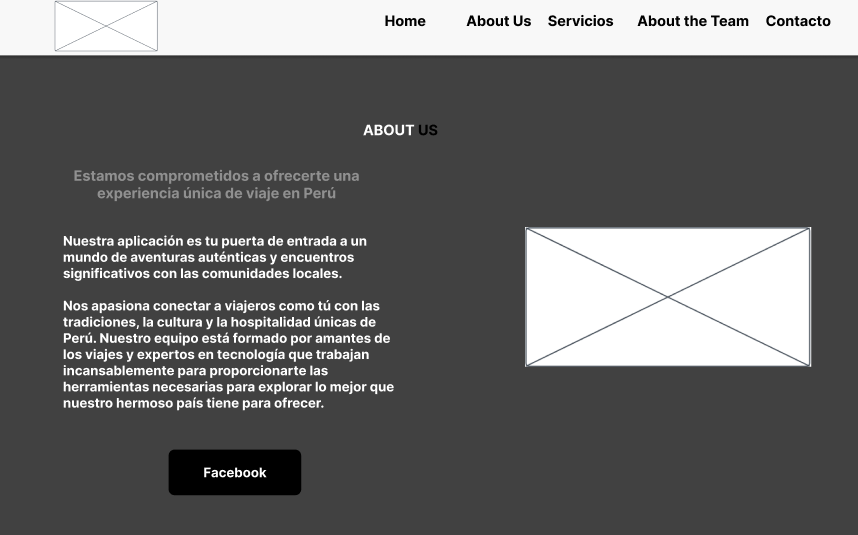 Home About Us Servicios About the Team Contacto
ABOUT US
Estamos comprometidos a ofrecerte una
experiencia única de viaje en Perú
Nuestra aplicación es tu puerta de entrada a un
mundo de aventuras auténticas y encuentros
significativos con las comunidades locales.
Nos apasiona conectar a viajeros como tú con las
tradiciones, la cultura y la hospitalidad únicas de
Perú. Nuestro equipo está formado por amantes de
los viajes y expertos en tecnología que trabajan
incansablemente para proporcionarte las
herramientas necesarias para explorar lo mejor que
nuestro hermoso país tiene para ofrecer.
Facebook